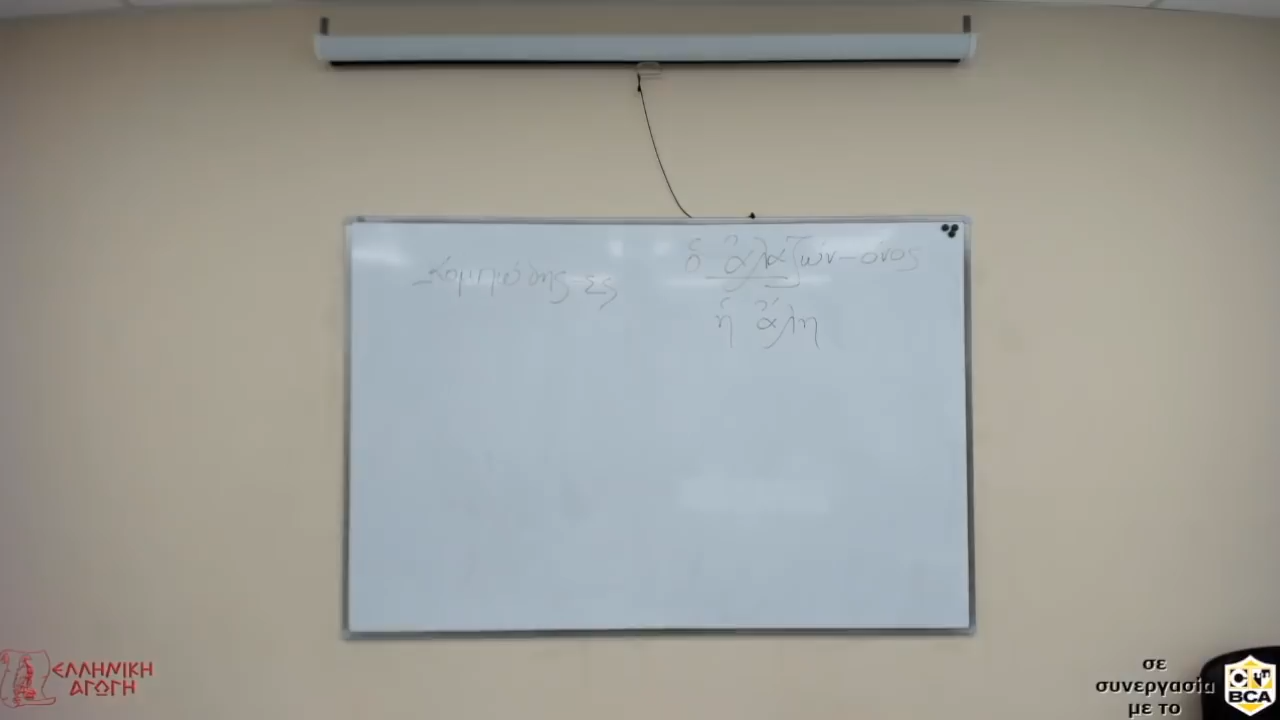 κομπώδης-ες
ὁ ἀλαζών-όνος
ἡ ἄλη
ΕΛΛΗΝΙΚΗ
ΑΓΩΓΗ
σε
συνεργασία
με το
BCA